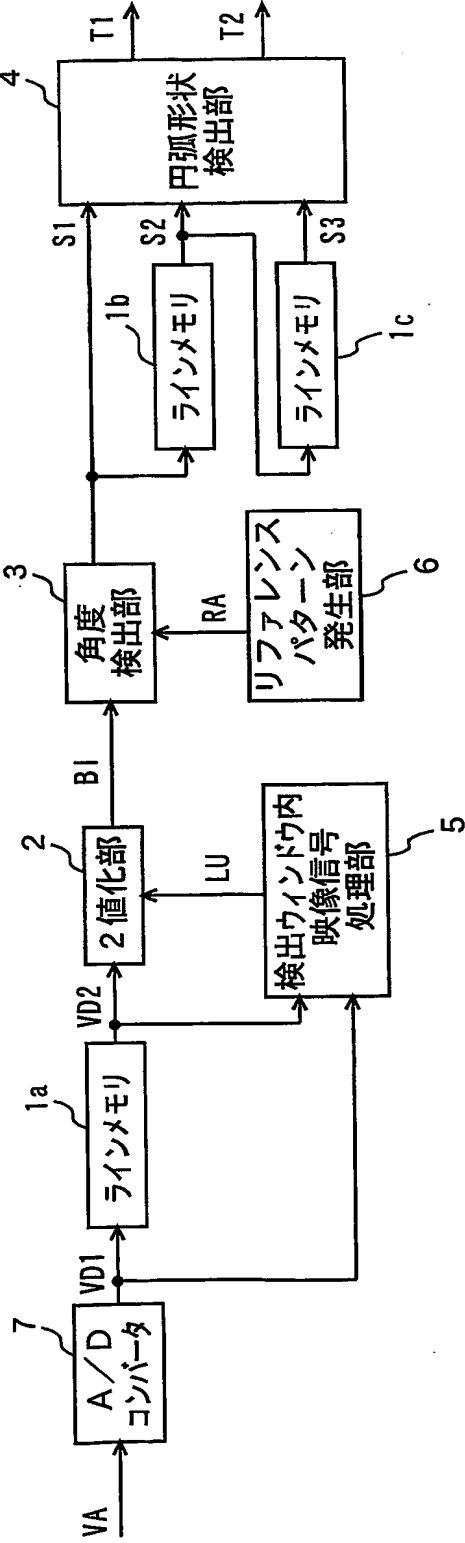 VA
7
A/D
コンバータ
VD1
1a
ラインメモリ
VD2
2
2値化部
LU
検出ウィンドウ内
映像信号
処理部
5
BI
3
角度
検出部
RA
リファレンス
パターン
発生部
6
S1
1b
ラインメモリ
S2
ラインメモリ
1c
S3
4
円弧形状
検出部
T1
T2